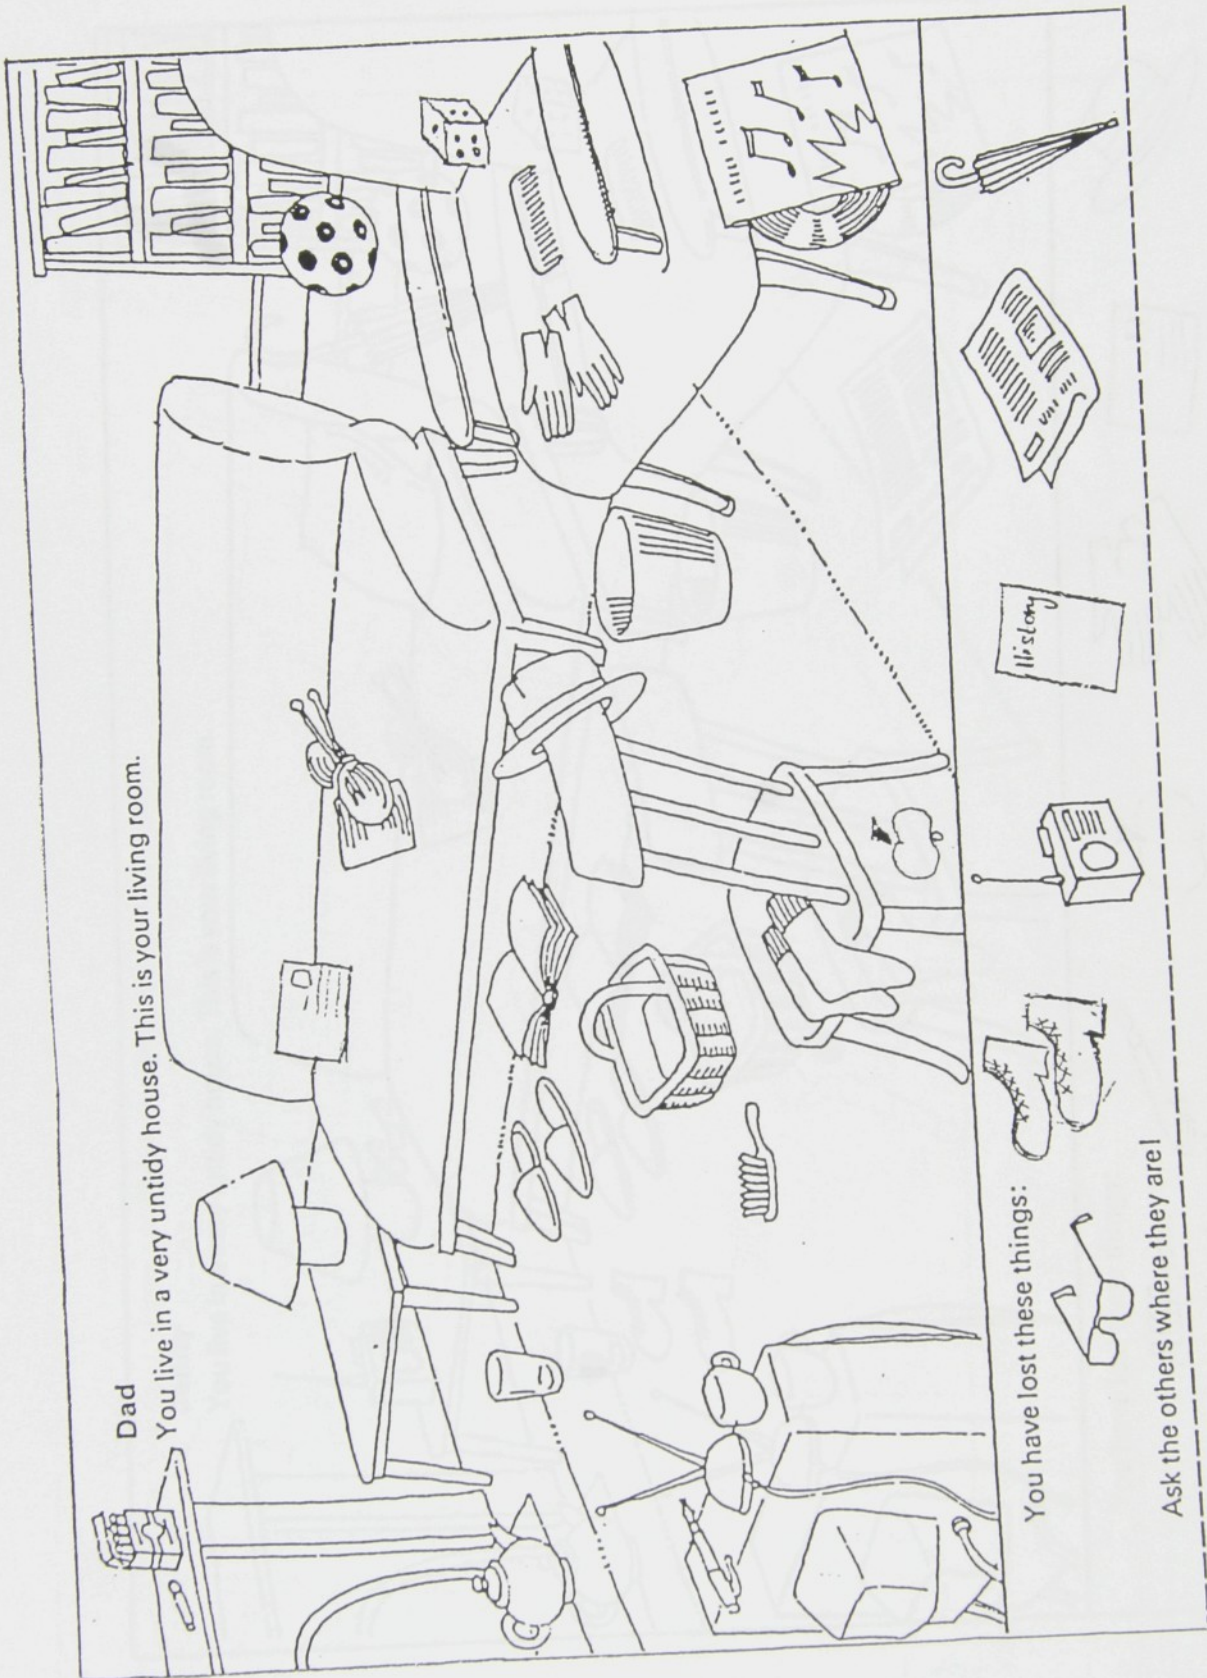 Dad
You live in a very untidy house. This is your living room.
History
You have lost these things:
Ask the others where they are!